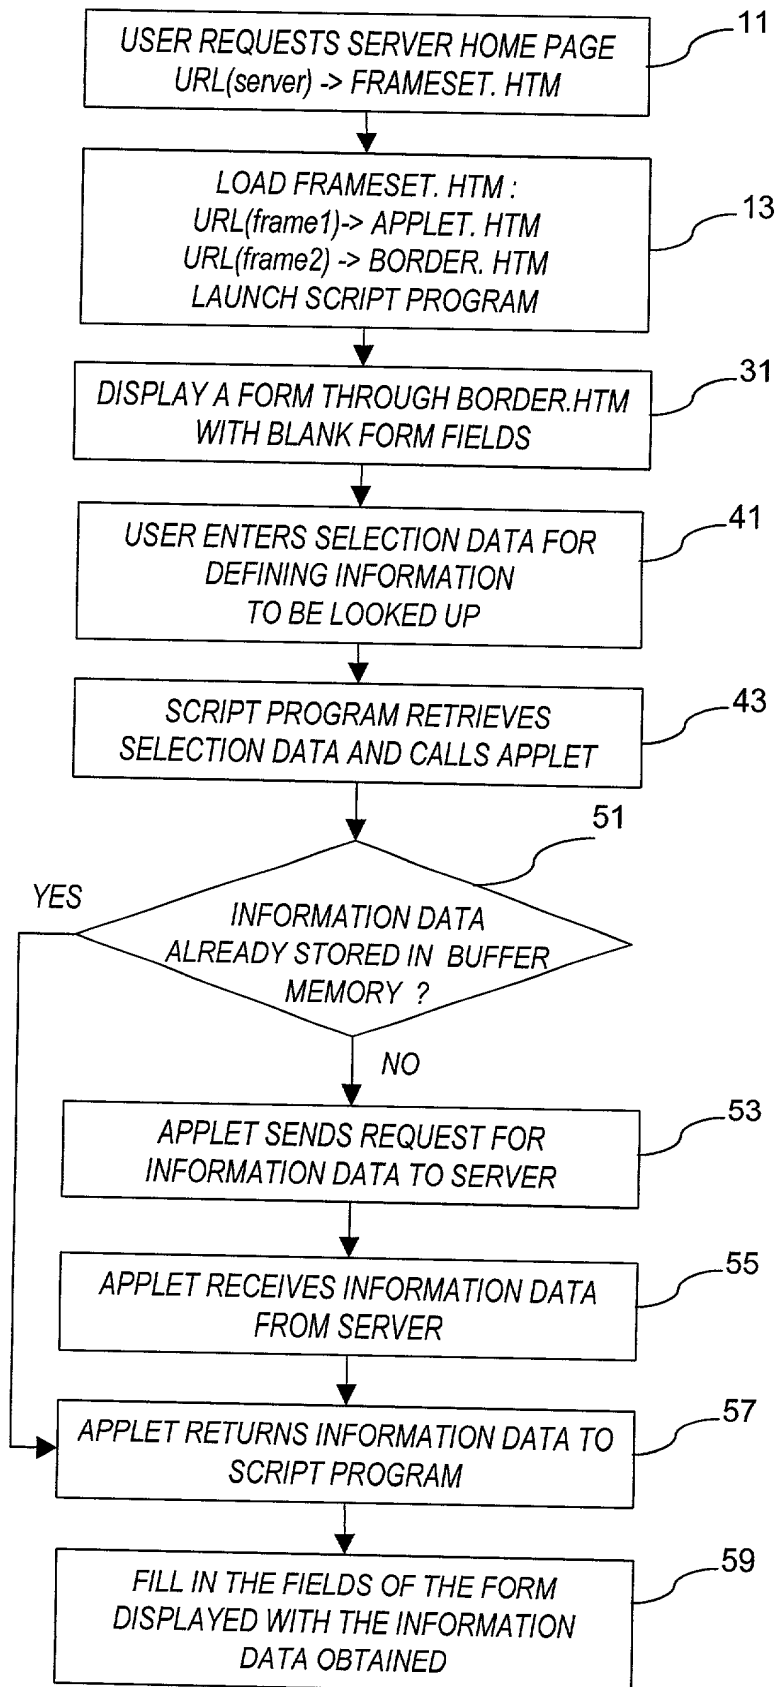 USER REQUESTS SERVER HOME PAGE
URL(server) -> FRAMESET. HTM
11
LOAD FRAMESET. HTM :
URL(frame1)-> APPLET. HTM
URL(frame2) -> BORDER. HTM
LAUNCH SCRIPT PROGRAM
13
DISPLAY A FORM THROUGH BORDER.HTM
WITH BLANK FORM FIELDS
31
USER ENTERS SELECTION DATA FOR
DEFINING INFORMATION
TO BE LOOKED UP
41
SCRIPT PROGRAM RETRIEVES
SELECTION DATA AND CALLS APPLET
43
51
YES
INFORMATION DATA
ALREADY STORED IN BUFFER
MEMORY ?
NO
APPLET SENDS REQUEST FOR
INFORMATION DATA TO SERVER
53
APPLET RECEIVES INFORMATION DATA
FROM SERVER
55
APPLET RETURNS INFORMATION DATA TO
SCRIPT PROGRAM
57
FILL IN THE FIELDS OF THE FORM
DISPLAYED WITH THE INFORMATION
DATA OBTAINED
59